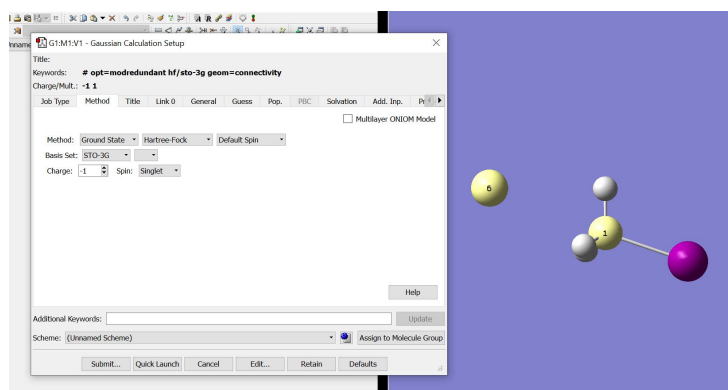 G1:M1:V1 - Gaussian Calculation Setup
Title:
Keywords: # opt=modredundant hf/sto-3g geom=connectivity
Charge/Mult.: -1 1
Job Type Method Title Link 0 General Guess Pop. PBC Solvation Add. Inp.
Multilayer ONIOM Model
Method: Ground State Hartree-Fock Default Spin
Basis Set: STO-3G
Charge: -1 Spin: Singlet
Help
Additional Keywords: Update
Scheme: (Unnamed Scheme) Assign to Molecule Group
Submit... Quick Launch Cancel Edit... Retain Defaults
6
1